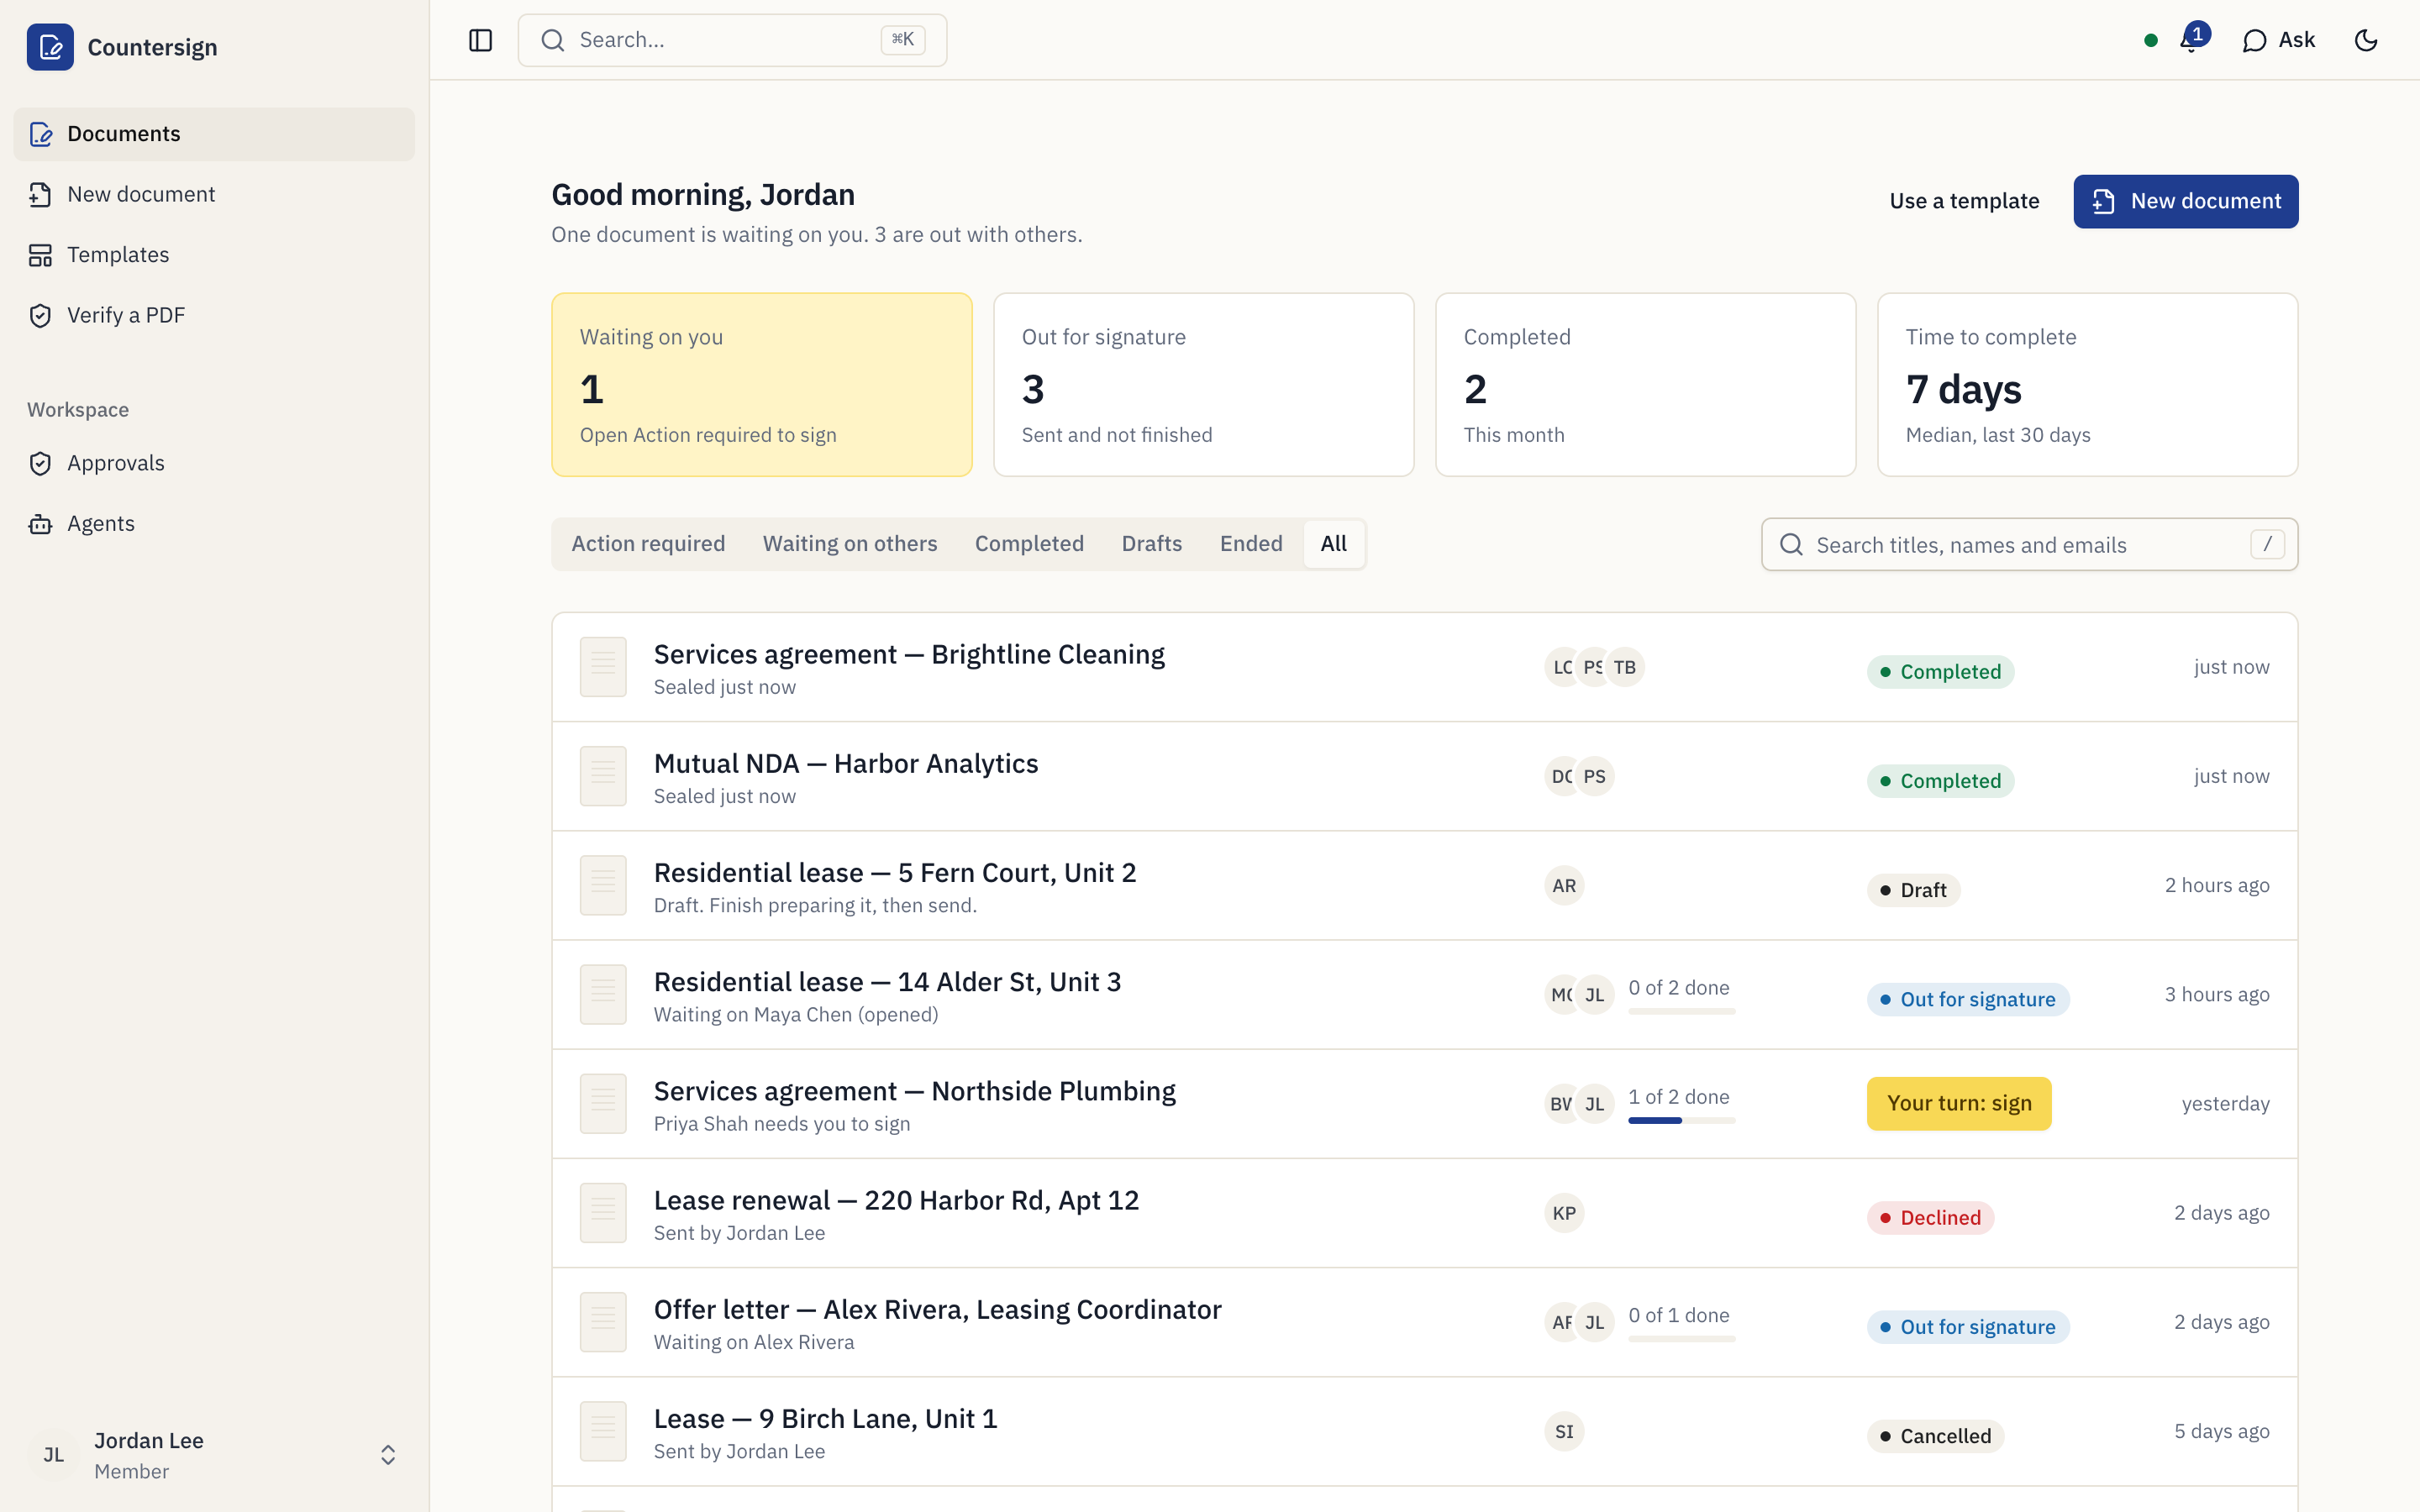 Countersign
Search...
⌘K
1
Ask
Documents
New document
Templates
Verify a PDF
Workspace
Approvals
Agents
Good morning, Jordan
One document is waiting on you. 3 are out with others.
Use a template
New document
Waiting on you
1
Open Action required to sign
Out for signature
3
Sent and not finished
Completed
2
This month
Time to complete
7 days
Median, last 30 days
Action required
Waiting on others
Completed
Drafts
Ended
All
Search titles, names and emails
/
Services agreement — Brightline Cleaning
Sealed just now
TB
Completed
just now
Mutual NDA — Harbor Analytics
Sealed just now
PS
Completed
just now
Residential lease — 5 Fern Court, Unit 2
Draft. Finish preparing it, then send.
AR
Draft
2 hours ago
Residential lease — 14 Alder St, Unit 3
Waiting on Maya Chen (opened)
JL
0 of 2 done
Out for signature
3 hours ago
Services agreement — Northside Plumbing
Priya Shah needs you to sign
JL
1 of 2 done
Your turn: sign
yesterday
Lease renewal — 220 Harbor Rd, Apt 12
Sent by Jordan Lee
KP
Declined
2 days ago
Offer letter — Alex Rivera, Leasing Coordinator
Waiting on Alex Rivera
JL
0 of 1 done
Out for signature
2 days ago
Lease — 9 Birch Lane, Unit 1
Sent by Jordan Lee
SI
Cancelled
5 days ago
JL
Jordan Lee
Member